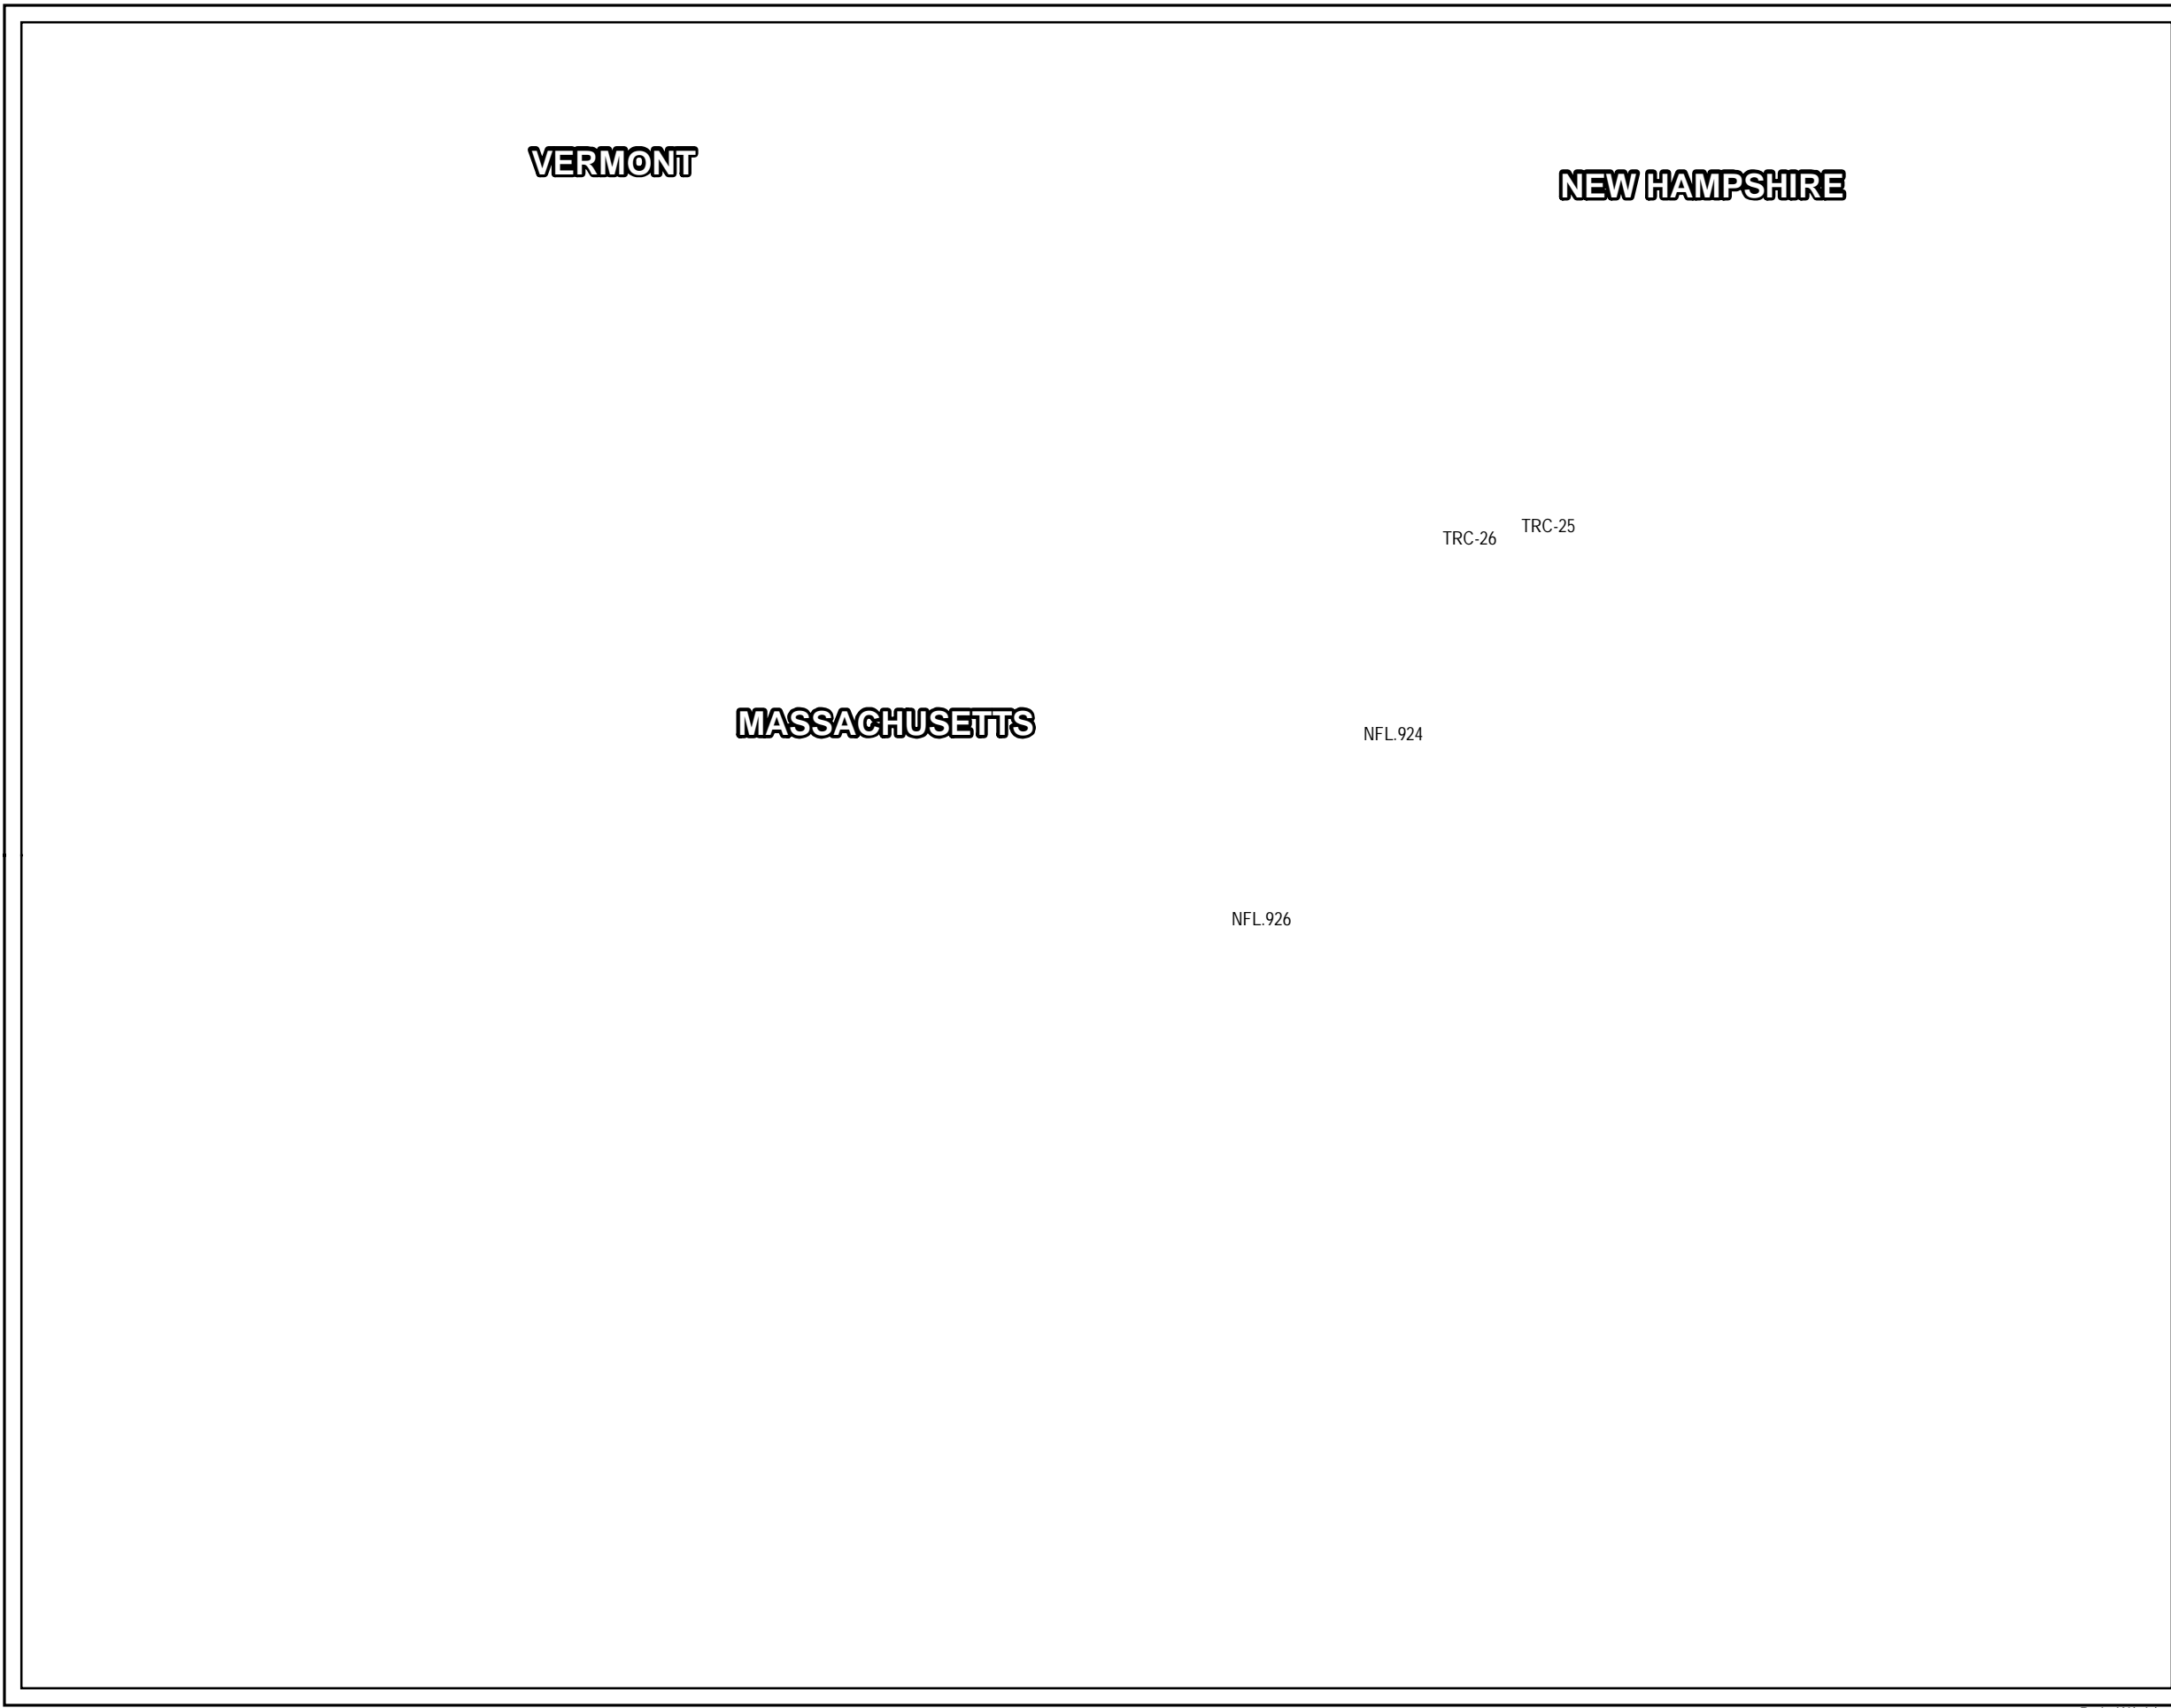 VERMONT
NEW HAMPSHIRE
TRC-25
TRC-26
MASSACHUSETTS
NFL.924
NFL.926